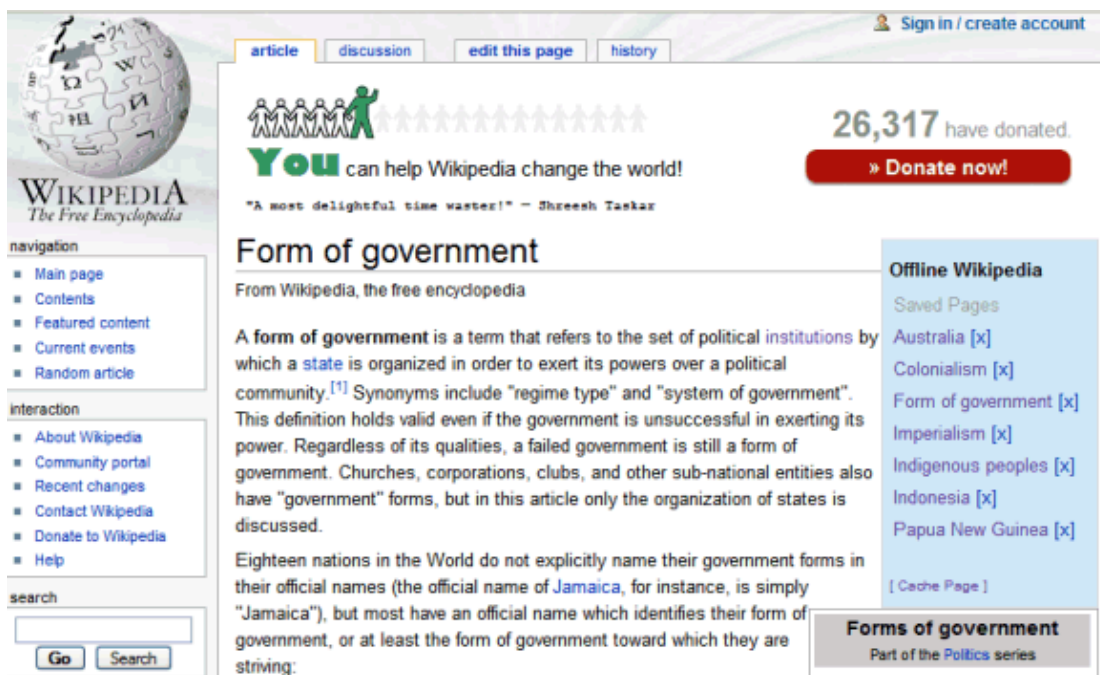 Sign in / create account
article
discussion
edit this page
history
26,317 have donated.
You can help Wikipedia change the world!
» Donate now!
"A most delightful time waster!" — Shreesh Taskar
WIKIPEDIA
The Free Encyclopedia
navigation
Main page
Contents
Featured content
Current events
Random article
interaction
About Wikipedia
Community portal
Recent changes
Contact Wikipedia
Donate to Wikipedia
Help
search
Go
Search
Form of government
From Wikipedia, the free encyclopedia
A form of government is a term that refers to the set of political institutions by
which a state is organized in order to exert its powers over a political
community.[1] Synonyms include "regime type" and "system of government".
This definition holds valid even if the government is unsuccessful in exerting its
power. Regardless of its qualities, a failed government is still a form of
government. Churches, corporations, clubs, and other sub-national entities also
have "government" forms, but in this article only the organization of states is
discussed.
Eighteen nations in the World do not explicitly name their government forms in
their official names (the official name of Jamaica, for instance, is simply
"Jamaica"), but most have an official name which identifies their form of
government, or at least the form of government toward which they are
striving:
Offline Wikipedia
Saved Pages
Australia [x]
Colonialism [x]
Form of government [x]
Imperialism [x]
Indigenous peoples [x]
Indonesia [x]
Papua New Guinea [x]
[ Cache Page ]
Forms of government
Part of the Politics series